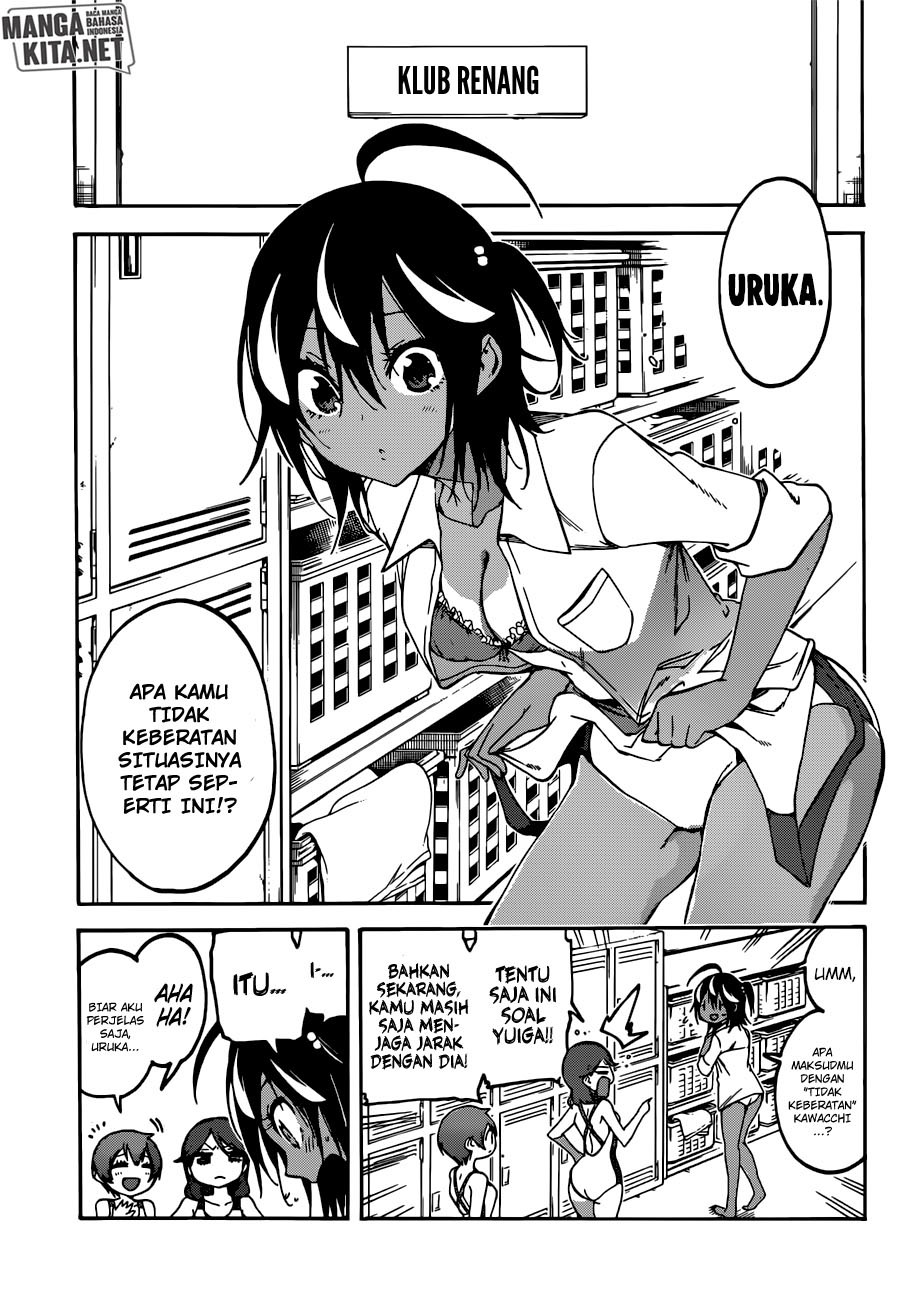 MANGA
KITA.NET
BACA MANGA
BAHASA
INDONESIA
KLUB RENANG
URUKA.
APA KAMU
TIDAK
KEBERATAN
SITUASINYA
TETAP SEP-
ERTI INI!?
UMM,
APA
MAKSUDMU
DENGAN
"TIDAK
KEBERATAN"
KAWACCHI
...?
TENTU
SAJA INI
SOAL
YUIGA!!
BAHKAN
SEKARANG,
KAMU MASIH
SAJA MEN-
JAGA JARAK
DENGAN DIA!
I-...
ITU...
AHA
HA!
BIAR AKU
PERJELAS
SAJA,
URUKA...